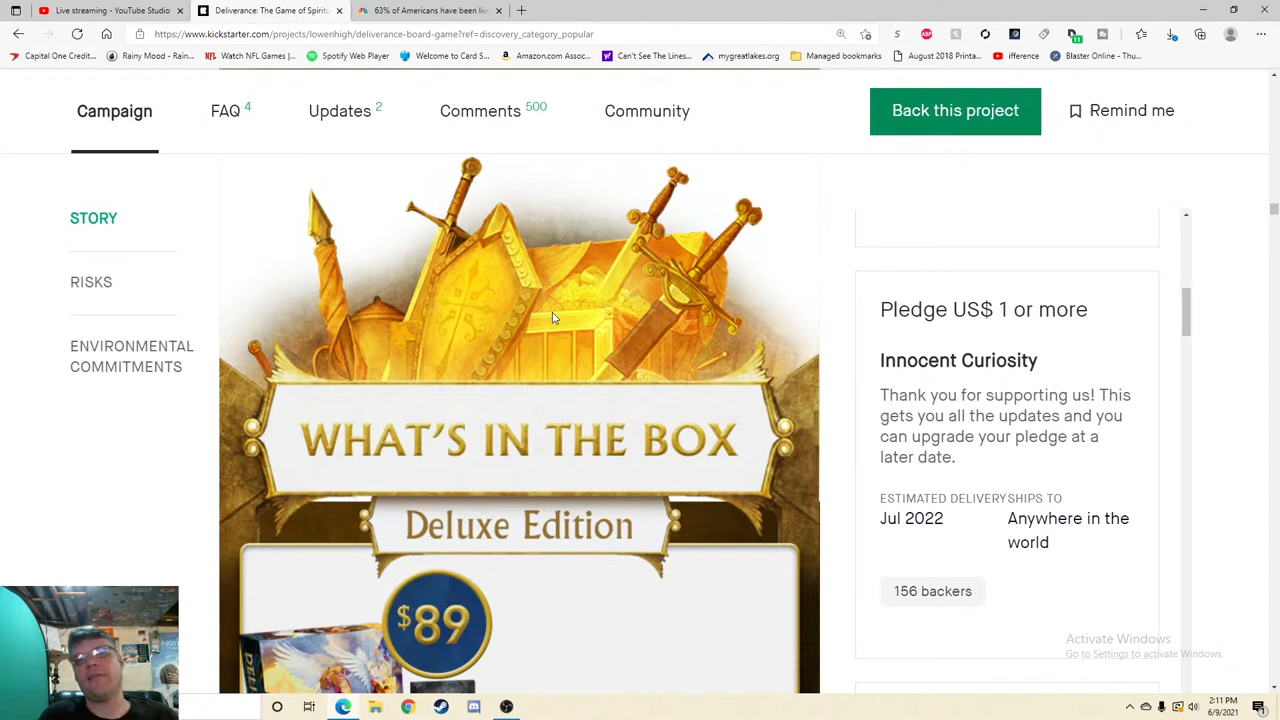 Live streaming - YouTube Studio
Deliverance: The Game of Spiritu
63% of Americans have been livi
https://www.kickstarter.com/projects/lowenhigh/deliverance-board-game?ref=discovery_category_popular
Capital One Credit...
Rainy Mood - Rain...
Watch NFL Games |...
Spotify Web Player
Welcome to Card S...
Amazon.com Assoc...
Can't See The Lines...
mygreatlakes.org
Managed bookmarks
August 2018 Printa...
ifference
Blaster Online - Thu...
Campaign
FAQ 4
Updates 2
Comments 500
Community
Back this project
Remind me
STORY
RISKS
ENVIRONMENTAL
COMMITMENTS
WHAT'S IN THE BOX
Deluxe Edition
$89
Pledge US$ 1 or more
Innocent Curiosity
Thank you for supporting us! This
gets you all the updates and you
can upgrade your pledge at a
later date.
ESTIMATED DELIVERY
Jul 2022
SHIPS TO
Anywhere in the
world
156 backers
Activate Windows
Go to Settings to activate Windows.
2:11 PM
6/9/2021